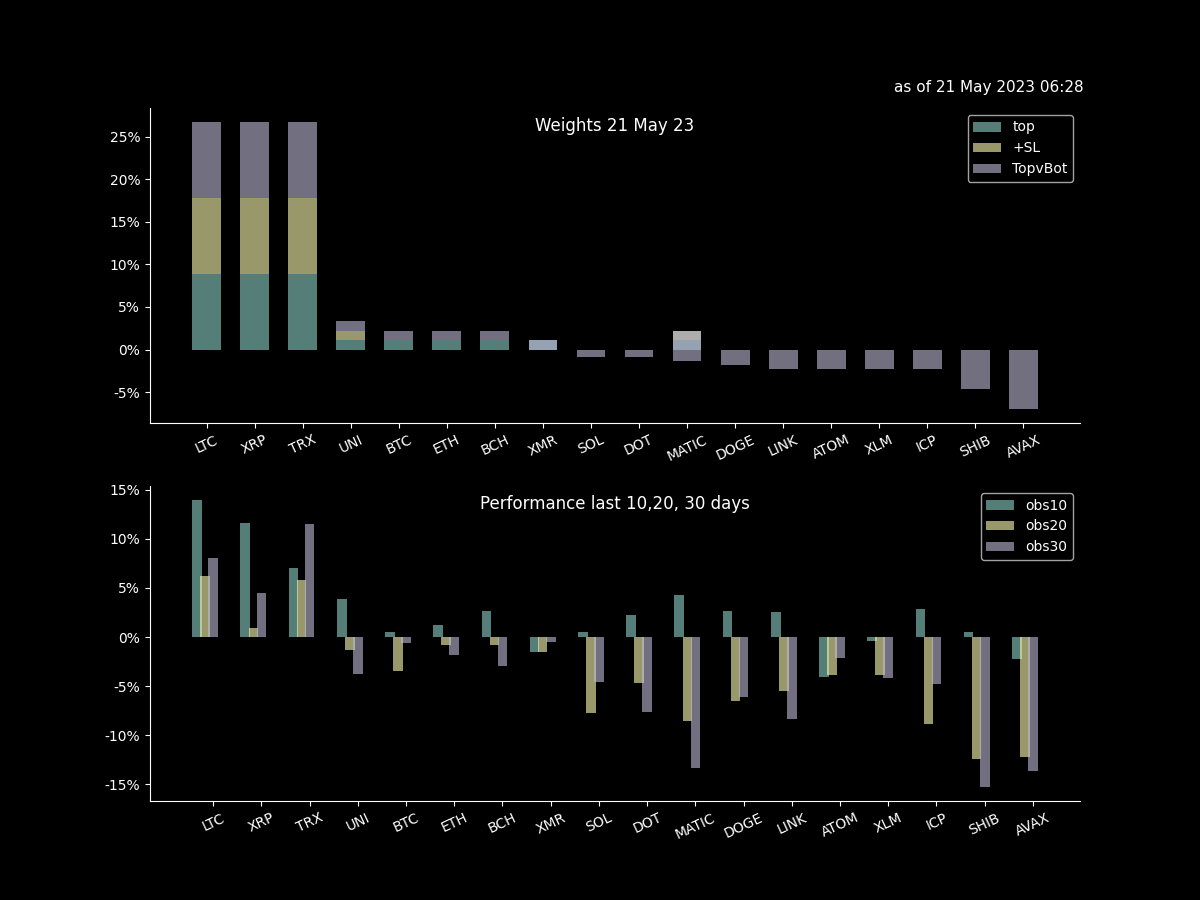 as of 21 May 2023 06:28
Weights 21 May 23
top
+SL
TopvBot
25%
20%
15%
10%
5%
0%
-5%
LTC XRP TRX UNI BTC ETH BCH XMR SOL DOT MATIC DOGE LINK ATOM XLM ICP SHIB AVAX
Performance last 10,20, 30 days
obs10
obs20
obs30
15%
10%
5%
0%
-5%
-10%
-15%
LTC XRP TRX UNI BTC ETH BCH XMR SOL DOT MATIC DOGE LINK ATOM XLM ICP SHIB AVAX